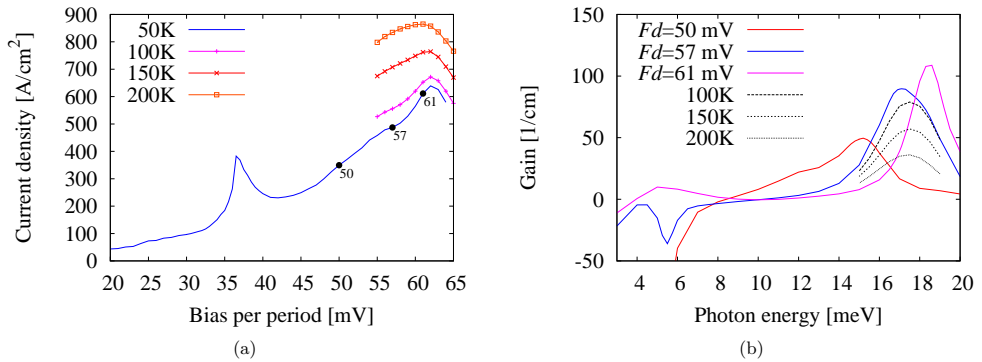 900
800
700
600
500
400
300
200
100
0
Current density [A/cm²]
50K
100K
150K
200K
50
57
61
20 25 30 35 40 45 50 55 60 65
Bias per period [mV]
(a)
150
100
50
0
-50
Gain [1/cm]
Fd=50 mV
Fd=57 mV
Fd=61 mV
100K
150K
200K
4 6 8 10 12 14 16 18 20
Photon energy [meV]
(b)